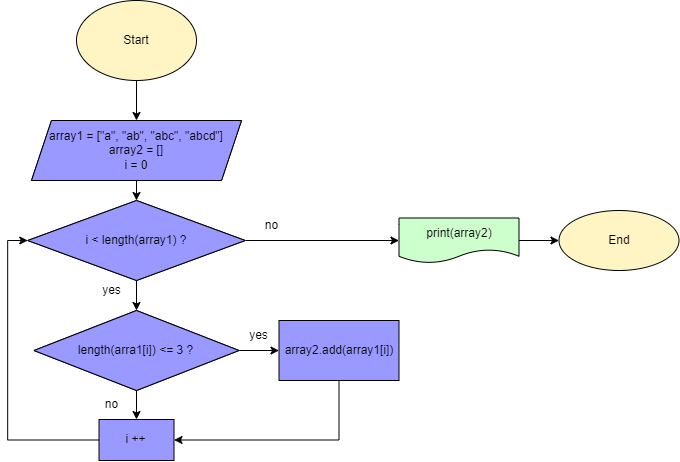 Start
array1 = ["a", "ab", "abc", "abcd"]
array2 = []
i = 0
i < length(array1) ?
no
print(array2)
End
yes
length(arra1[i]) <= 3 ?
yes
array2.add(array1[i])
no
i ++